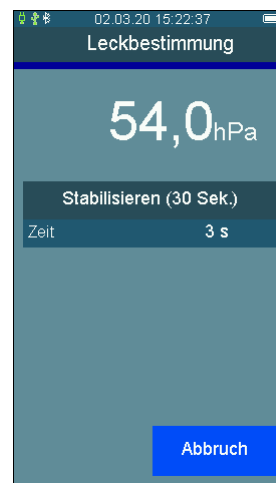 02.03.20 15:22:37
Leckbestimmung
54,0hPa
Stabilisieren (30 Sek.)
Zeit 3 s
Abbruch